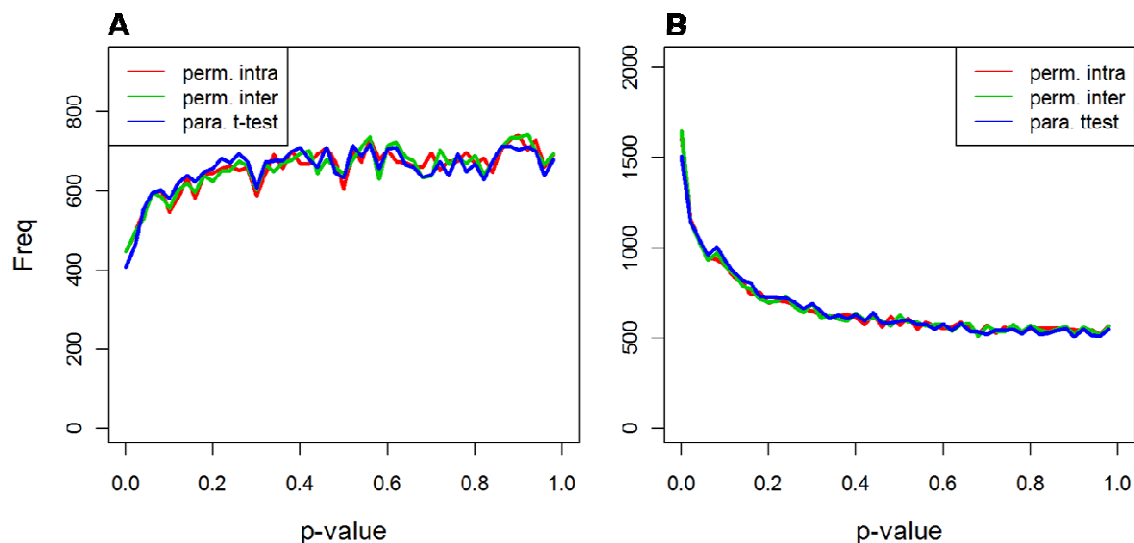 A
perm. intra
perm. inter
para. t-test
Freq
0
200
400
600
800
0.0 0.2 0.4 0.6 0.8 1.0
p-value
B
perm. intra
perm. inter
para. ttest
0
500
1000
1500
2000
0.0 0.2 0.4 0.6 0.8 1.0
p-value